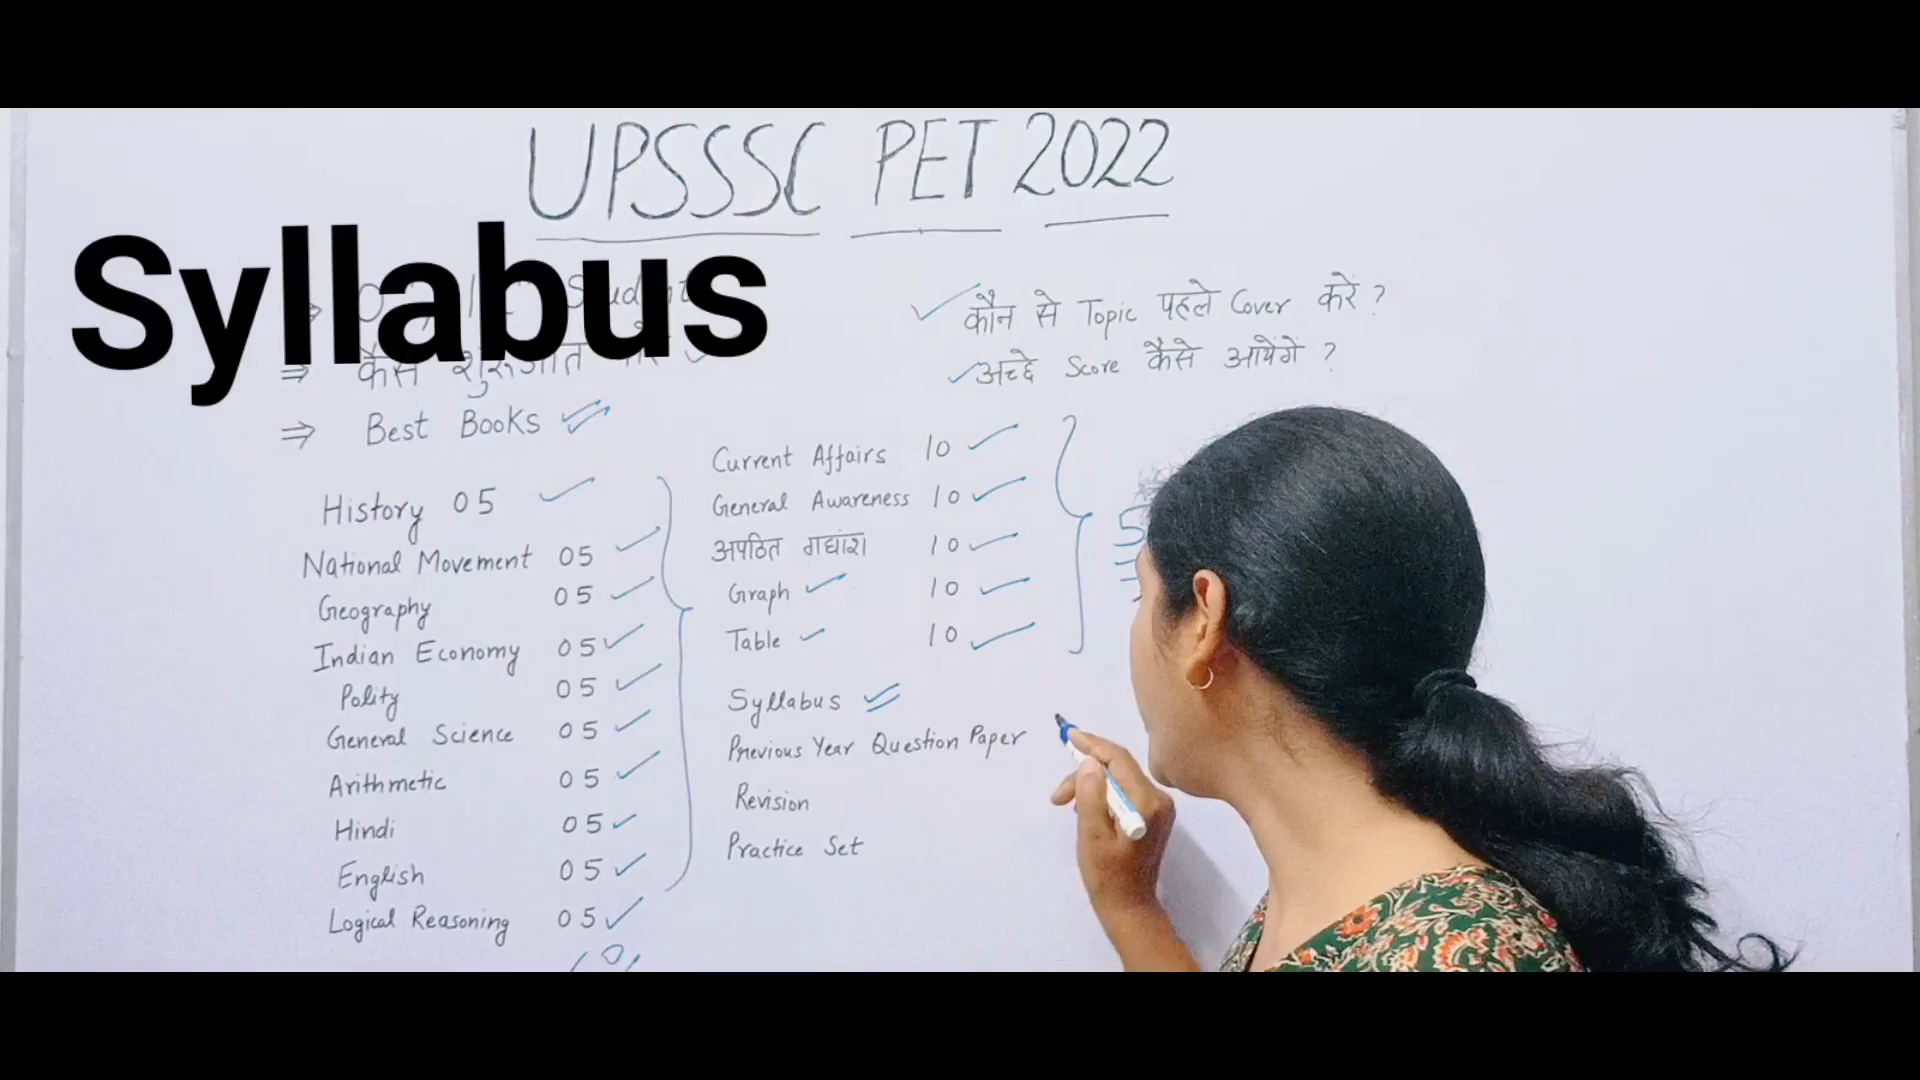 UPSSSC PET 2022
Syllabus
Student
⇒ कैसे शुरूआत
⇒ Best Books
कौन से Topic पहले Cover करें ?
अच्छे Score कैसे आयेगें ?
History 05
National Movement 05
Geography 05
Indian Economy 05
Polity 05
General Science 05
Arithmetic 05
Hindi 05
English 05
Logical Reasoning 05
Current Affairs 10
General Awareness 10
अपठित गद्यांश 10
Graph 10
Table 10
5
Syllabus
Previous Year Question Paper
Revision
Practice Set